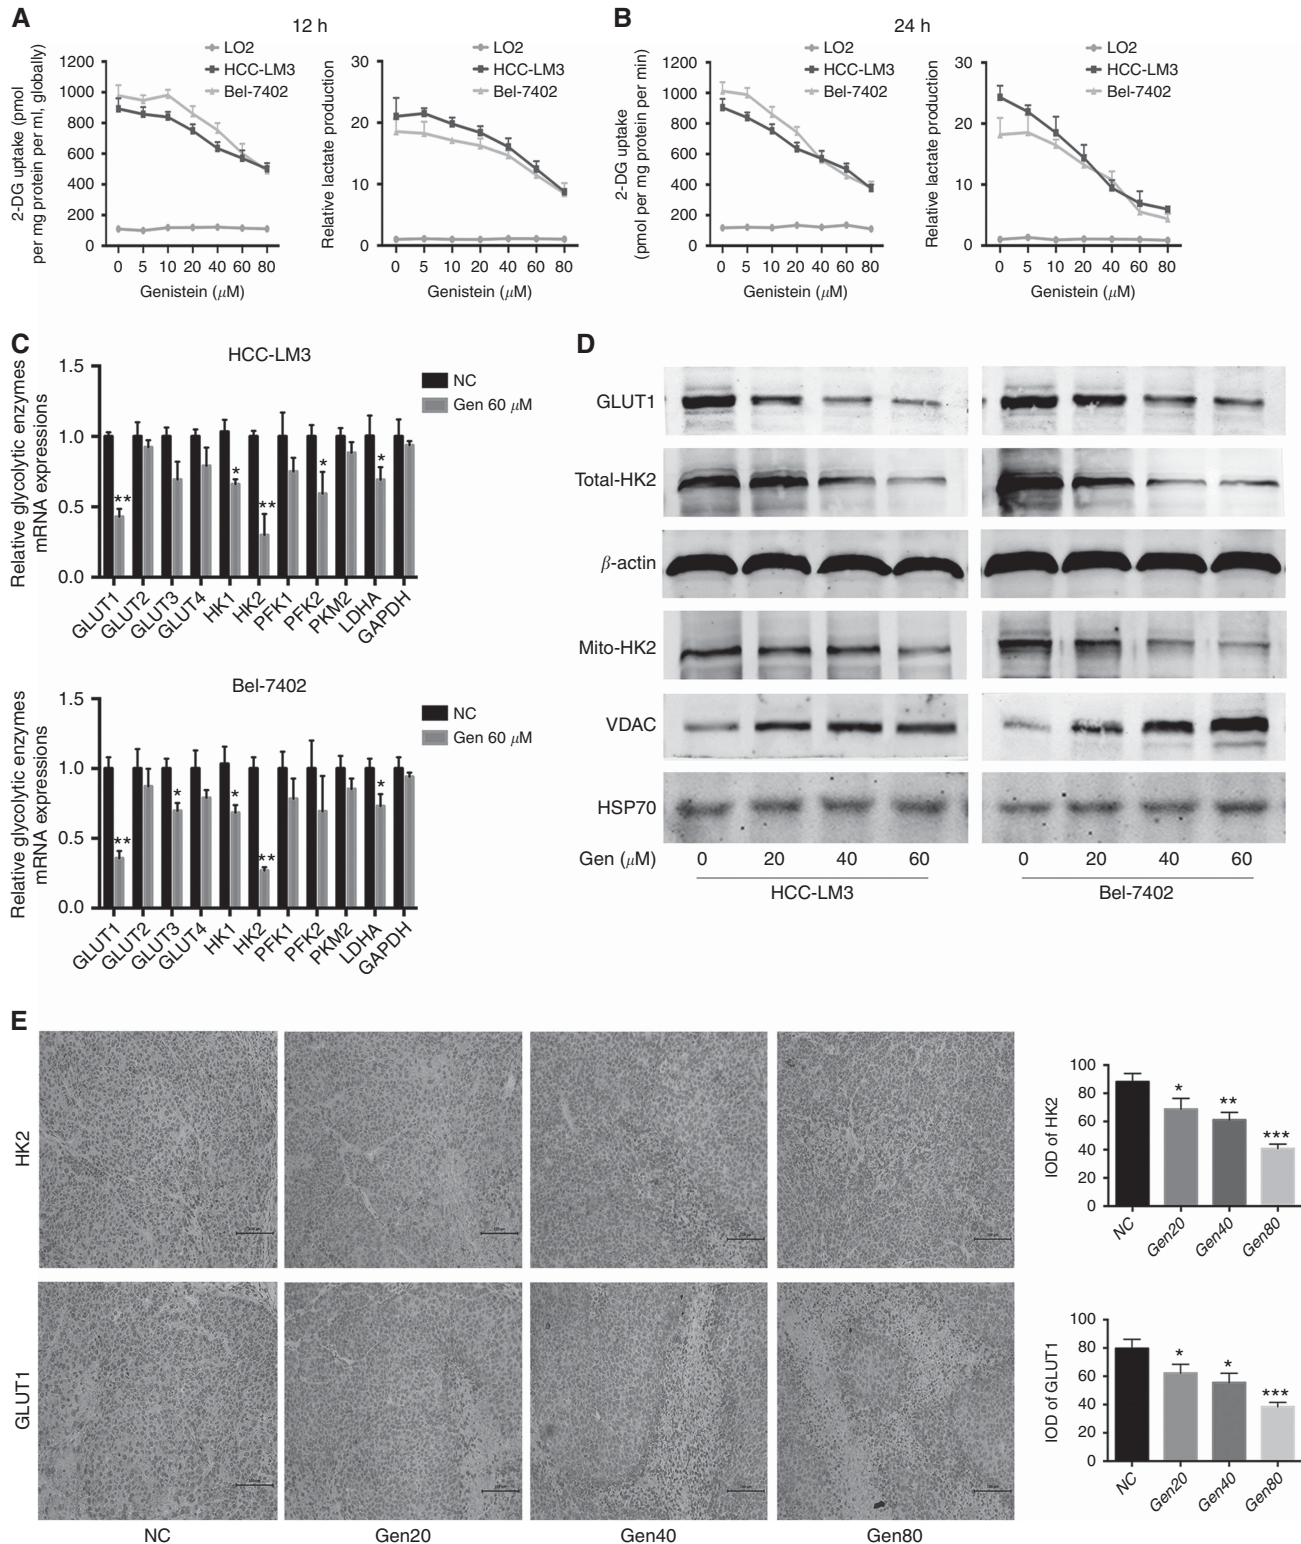 A
12 h
B
24 h
LO2
HCC-LM3
Bel-7402
2-DG uptake (pmol
per mg protein per ml, globally)
1200
1000
800
600
400
200
0
0 5 10 20 40 60 80
Genistein (μM)
LO2
HCC-LM3
Bel-7402
Relative lactate production
30
20
10
0
0 5 10 20 40 60 80
Genistein (μM)
LO2
HCC-LM3
Bel-7402
2-DG uptake
(pmol per mg protein per min)
1200
1000
800
600
400
200
0
0 5 10 20 40 60 80
Genistein (μM)
LO2
HCC-LM3
Bel-7402
Relative lactate production
30
20
10
0
0 5 10 20 40 60 80
Genistein (μM)
C
HCC-LM3
NC
Gen 60 μM
Relative glycolytic enzymes
mRNA expressions
1.5
1.0
0.5
0.0
** * ** * *
GLUT1 GLUT2 GLUT3 GLUT4 HK1 HK2 PFK1 PFK2 PKM2 LDHA GAPDH
Bel-7402
NC
Gen 60 μM
Relative glycolytic enzymes
mRNA expressions
1.5
1.0
0.5
0.0
** * * ** *
GLUT1 GLUT2 GLUT3 GLUT4 HK1 HK2 PFK1 PFK2 PKM2 LDHA GAPDH
D
GLUT1
Total-HK2
β-actin
Mito-HK2
VDAC
HSP70
Gen (μM) 0 20 40 60 0 20 40 60
HCC-LM3 Bel-7402
E
HK2
GLUT1
NC Gen20 Gen40 Gen80
IOD of HK2
100
80
60
40
20
0
* ** ***
NC Gen20 Gen40 Gen80
IOD of GLUT1
100
80
60
40
20
0
* * ***
NC Gen20 Gen40 Gen80